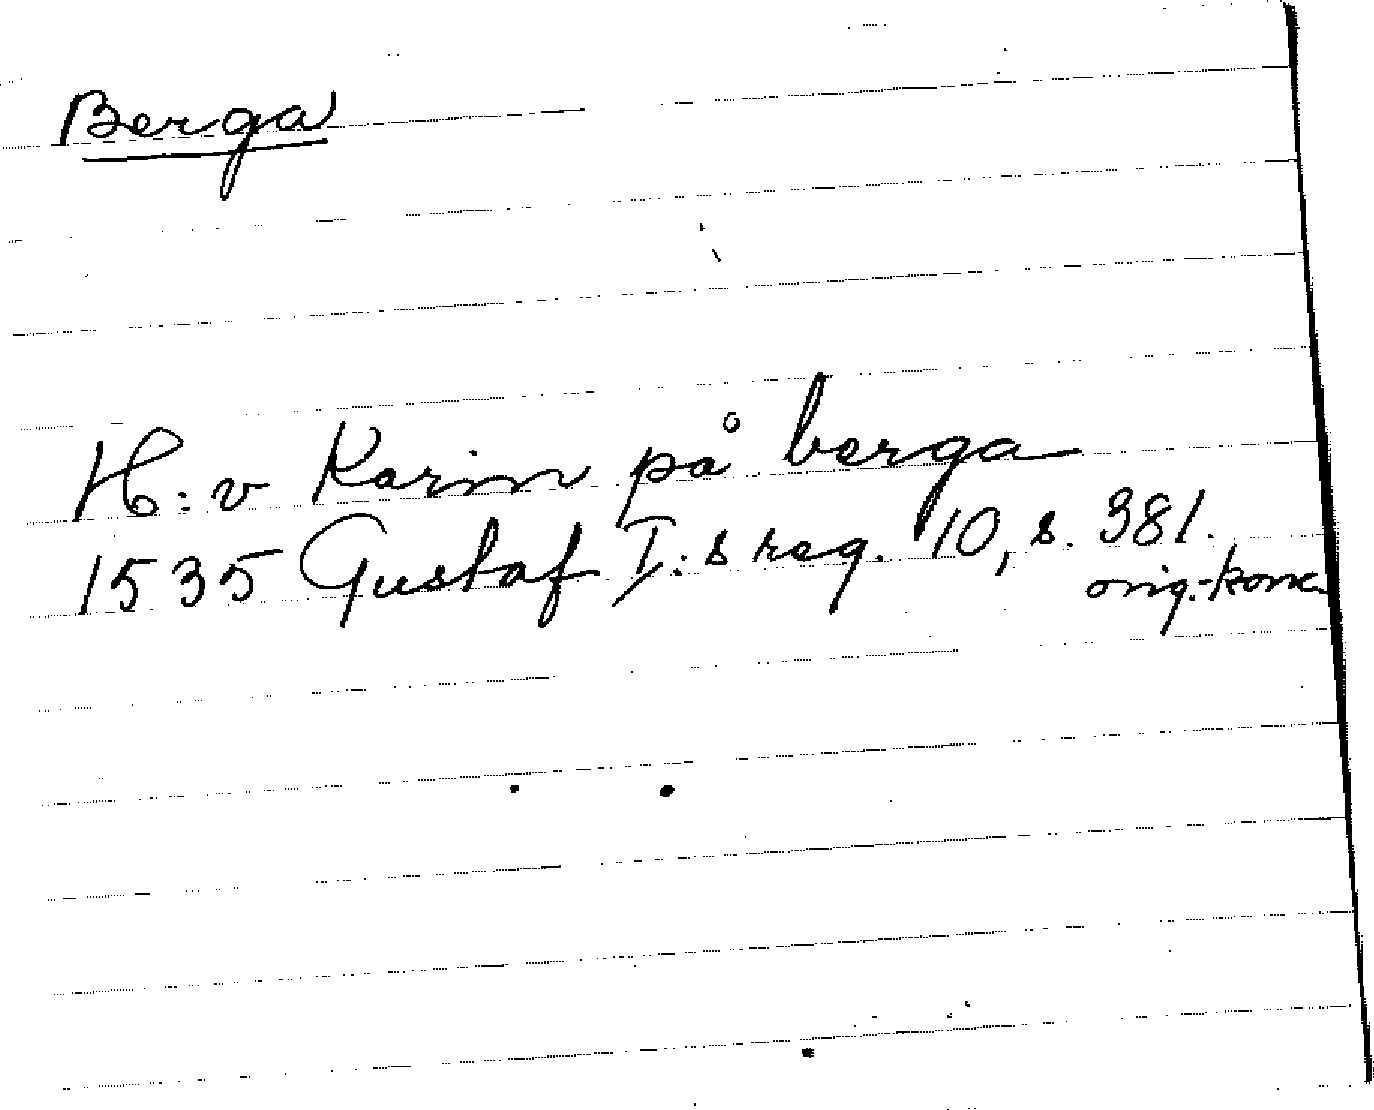 Berga
H: v Karin på berga
1535 Gustaf I:s reg. 10, s. 381.
orig.-konc.